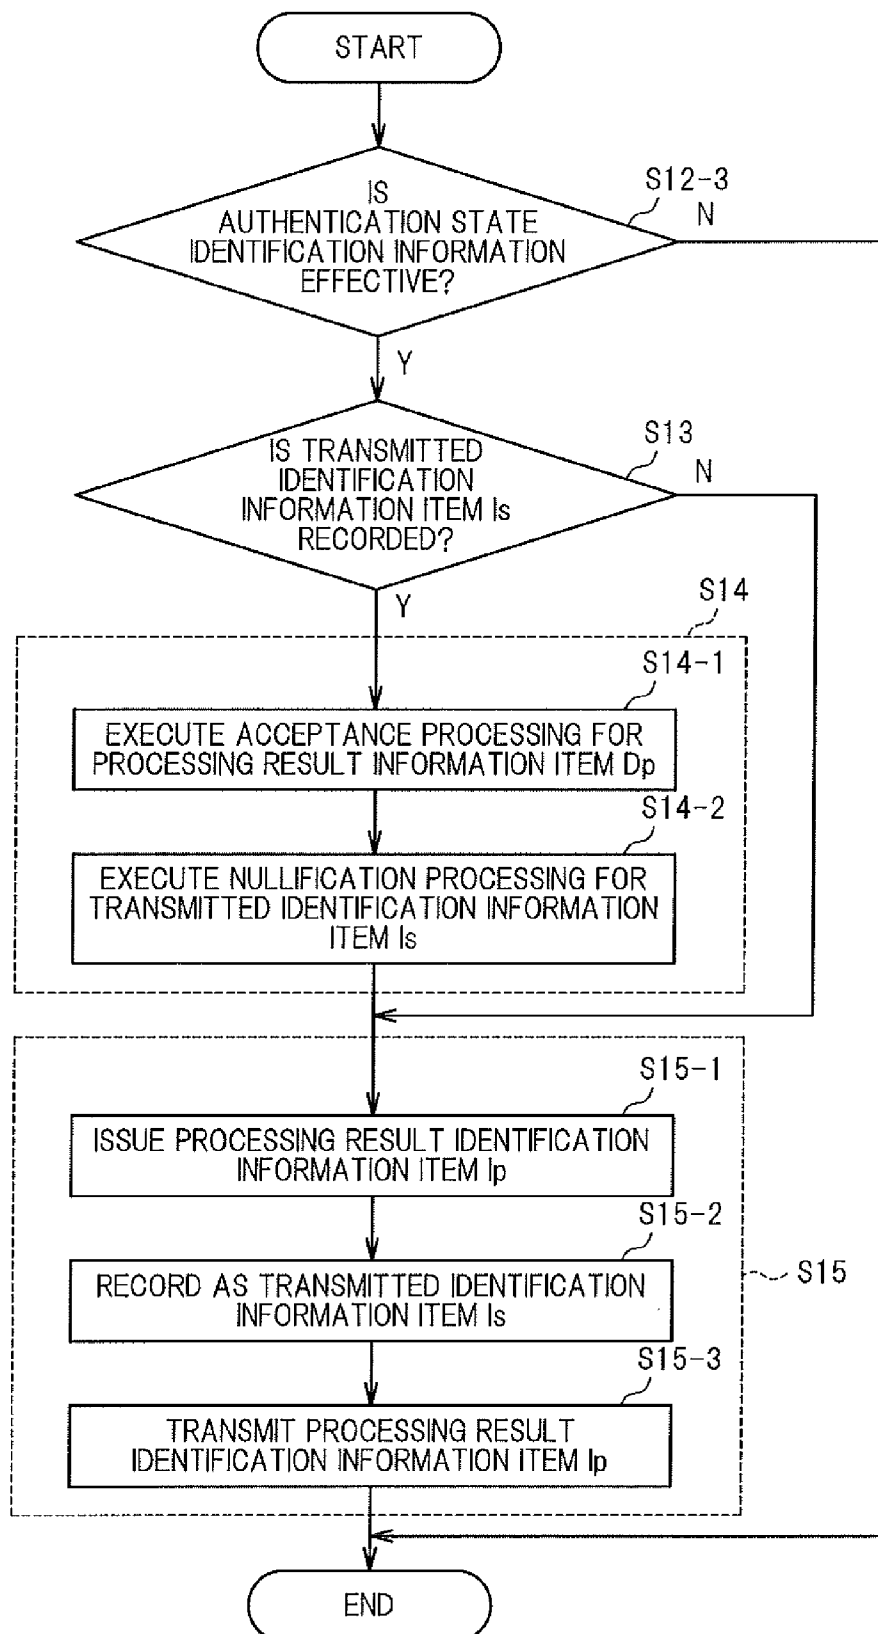 START
S12-3
IS
AUTHENTICATION STATE
IDENTIFICATION INFORMATION
EFFECTIVE?
N
Y
S13
IS TRANSMITTED
IDENTIFICATION
INFORMATION ITEM Is
RECORDED?
N
Y
S14
S14-1
EXECUTE ACCEPTANCE PROCESSING FOR
PROCESSING RESULT INFORMATION ITEM Dp
S14-2
EXECUTE NULLIFICATION PROCESSING FOR
TRANSMITTED IDENTIFICATION INFORMATION
ITEM Is
S15-1
ISSUE PROCESSING RESULT IDENTIFICATION
INFORMATION ITEM Ip
S15-2
RECORD AS TRANSMITTED IDENTIFICATION
INFORMATION ITEM Is
S15
S15-3
TRANSMIT PROCESSING RESULT
IDENTIFICATION INFORMATION ITEM Ip
END